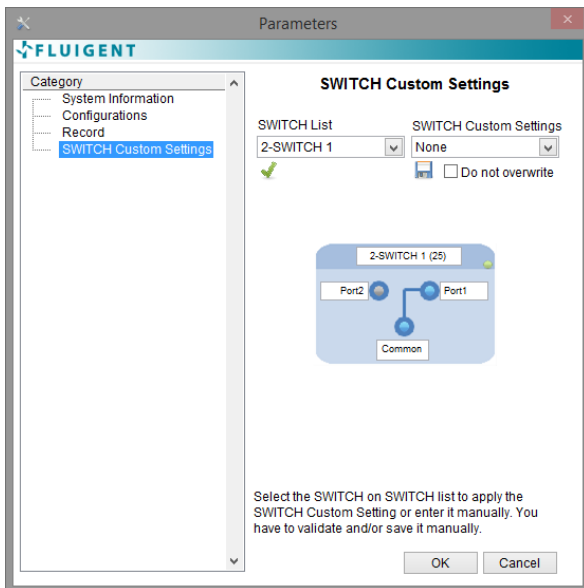 Parameters
FLUIGENT
Category
System Information
Configurations
Record
SWITCH Custom Settings
SWITCH Custom Settings
SWITCH List
SWITCH Custom Settings
2-SWITCH 1
None
Do not overwrite
2-SWITCH 1 (25)
Port2
Port1
Common
Select the SWITCH on SWITCH list to apply the
SWITCH Custom Setting or enter it manually. You
have to validate and/or save it manually.
OK
Cancel